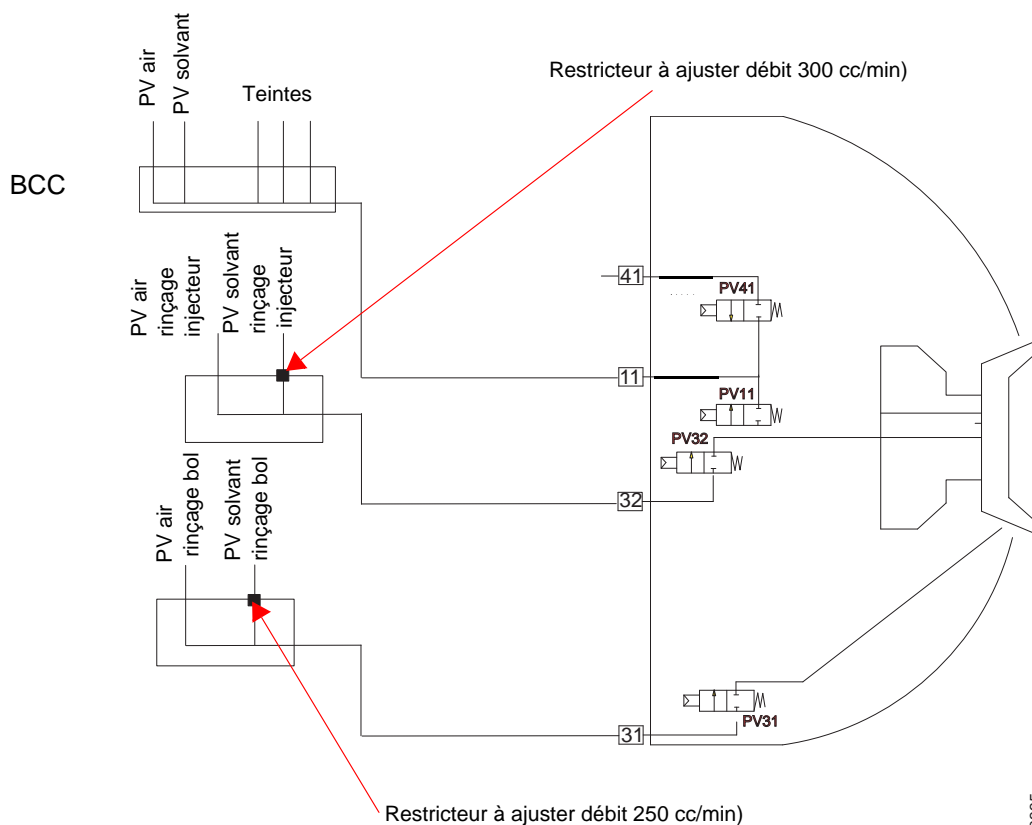 PV air
PV solvant
Teintes
Restricteur à ajuster débit 300 cc/min)
BCC
PV air
rinçage
injecteur
PV solvant
rinçage
injecteur
41
PV41
11
PV11
PV32
32
PV air
rinçage bol
PV solvant
rinçage bol
31
PV31
Restricteur à ajuster débit 250 cc/min)